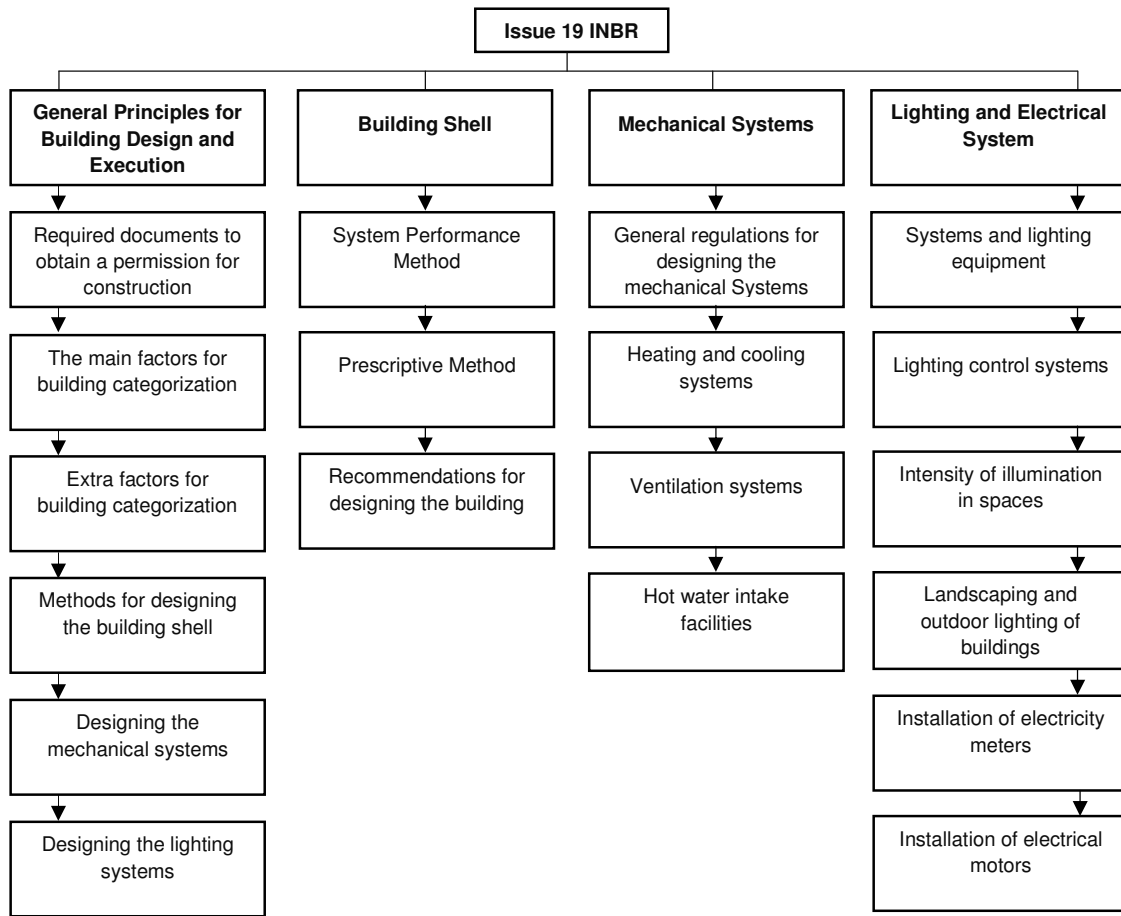 Issue 19 INBR
General Principles for
Building Design and
Execution
Required documents to
obtain a permission for
construction
The main factors for
building categorization
Extra factors for
building categorization
Methods for designing
the building shell
Designing the
mechanical systems
Designing the lighting
systems
Building Shell
System Performance
Method
Prescriptive Method
Recommendations for
designing the building
Mechanical Systems
General regulations for
designing the
mechanical Systems
Heating and cooling
systems
Ventilation systems
Hot water intake
facilities
Lighting and Electrical
System
Systems and lighting
equipment
Lighting control systems
Intensity of illumination
in spaces
Landscaping and
outdoor lighting of
buildings
Installation of electricity
meters
Installation of electrical
motors